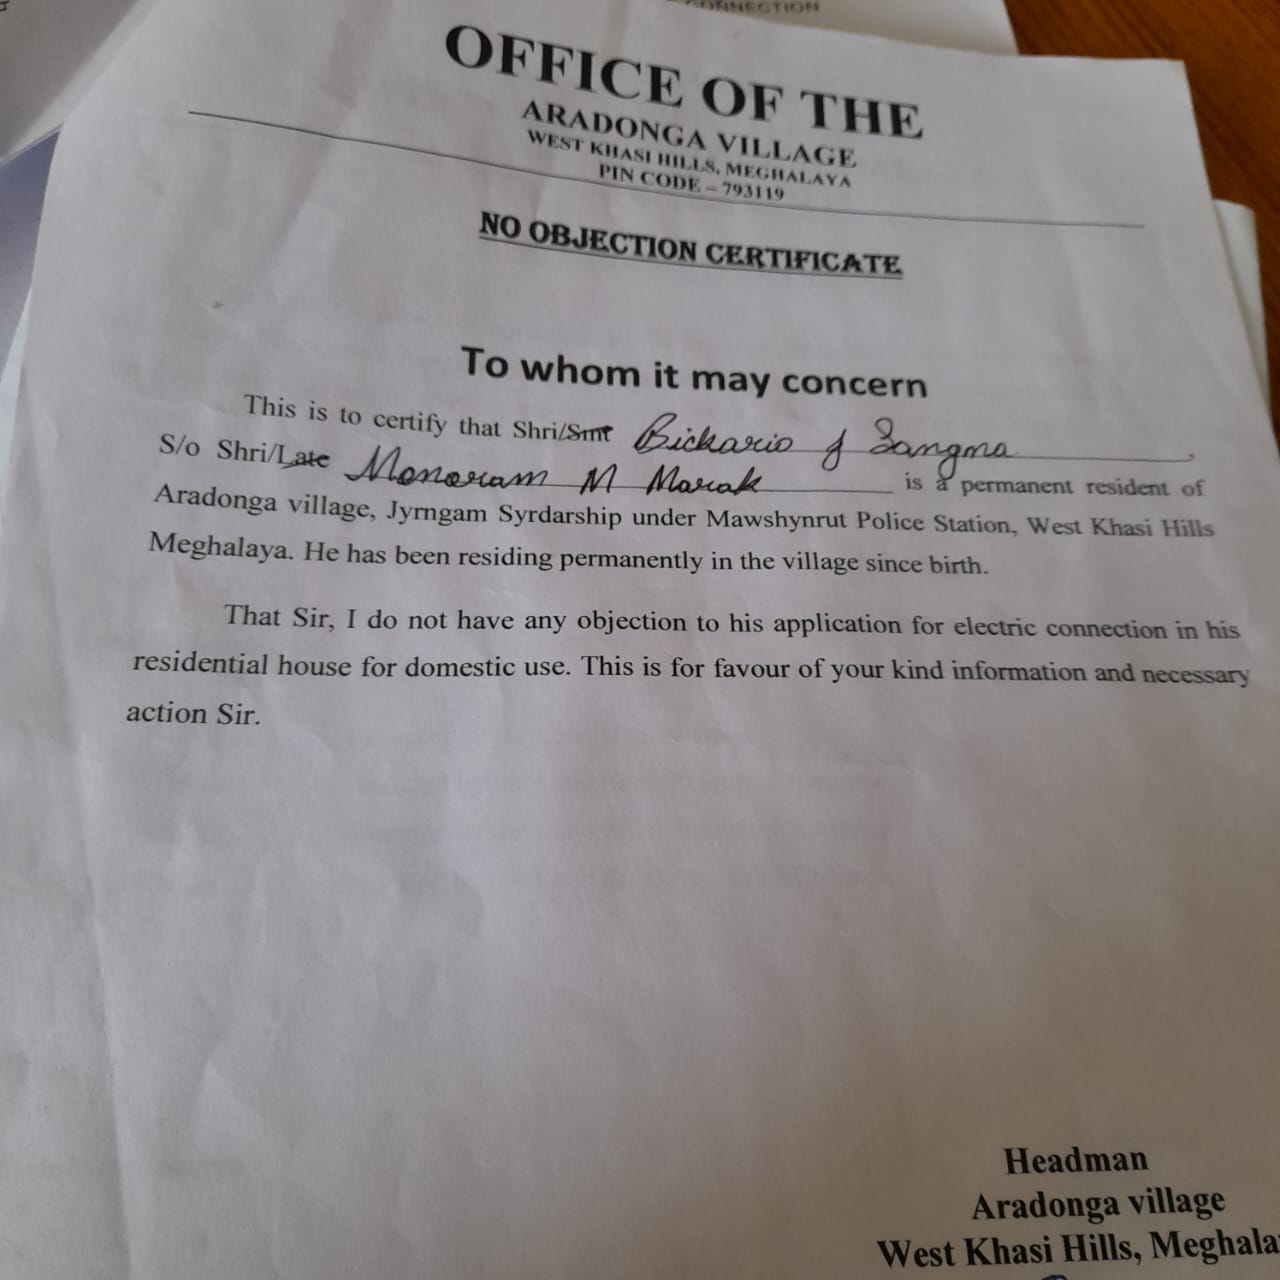 CONNECTION
OFFICE OF THE
ARADONGA VILLAGE
WEST KHASI HILLS, MEGHALAYA
PIN CODE – 793119
NO OBJECTION CERTIFICATE
To whom it may concern
This is to certify that Shri/Smt Bickario J Sangma,
S/o Shri/Late Monoram M Marak is a permanent resident of
Aradonga village, Jyrngam Syrdarship under Mawshynrut Police Station, West Khasi Hills
Meghalaya. He has been residing permanently in the village since birth.
That Sir, I do not have any objection to his application for electric connection in his
residential house for domestic use. This is for favour of your kind information and necessary
action Sir.
Headman
Aradonga village
West Khasi Hills, Meghala